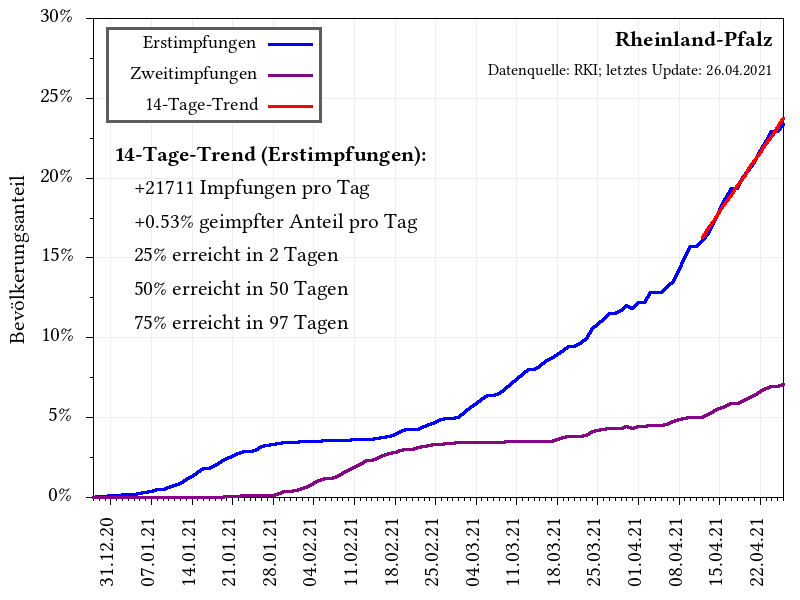 Rheinland-Pfalz
Datenquelle: RKI; letztes Update: 26.04.2021
Erstimpfungen
Zweitimpfungen
14-Tage-Trend
14-Tage-Trend (Erstimpfungen):
+21711 Impfungen pro Tag
+0.53% geimpfter Anteil pro Tag
25% erreicht in 2 Tagen
50% erreicht in 50 Tagen
75% erreicht in 97 Tagen
Bevölkerungsanteil
30%
25%
20%
15%
10%
5%
0%
31.12.20
07.01.21
14.01.21
21.01.21
28.01.21
04.02.21
11.02.21
18.02.21
25.02.21
04.03.21
11.03.21
18.03.21
25.03.21
01.04.21
08.04.21
15.04.21
22.04.21